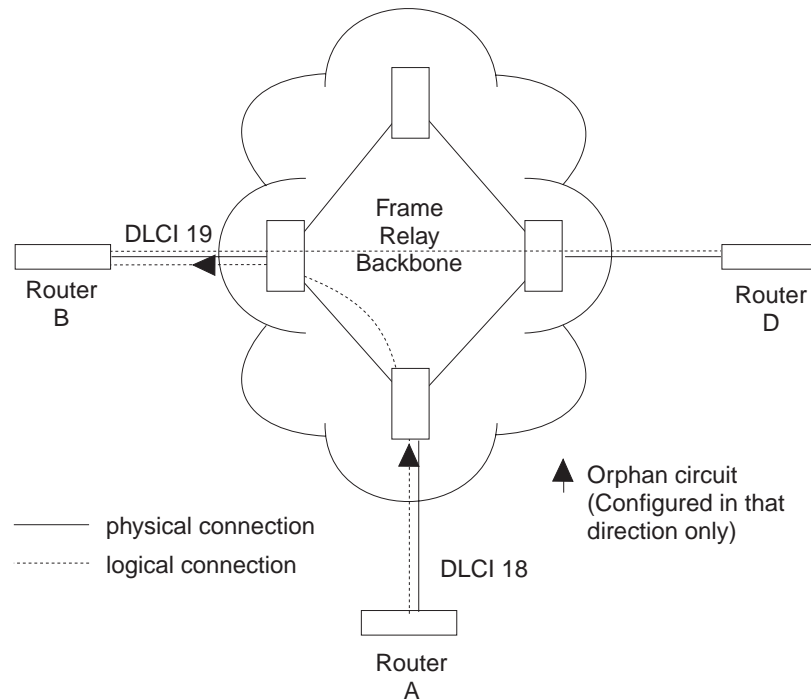 DLCI 19
Frame
Relay
Backbone
Router
B
Router
D
Orphan circuit
(Configured in that
direction only)
physical connection
logical connection
DLCI 18
Router
A